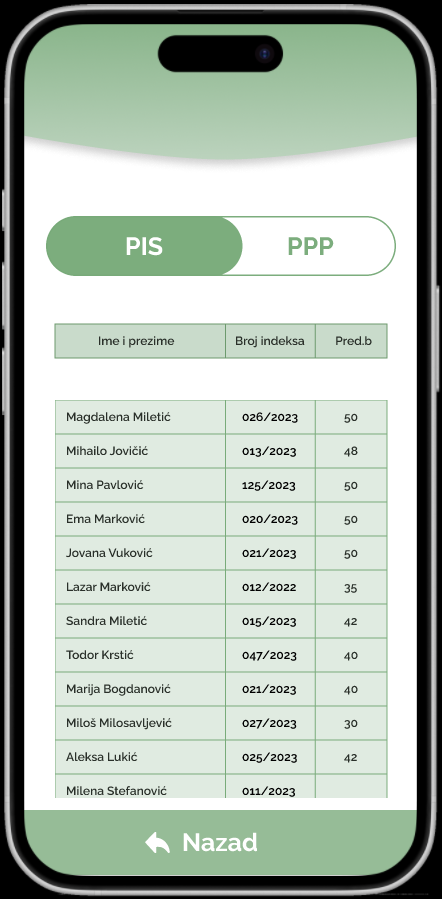 PIS PPP
Ime i prezime Broj indeksa Pred.b
Magdalena Miletić 026/2023 50
Mihailo Jovičić 013/2023 48
Mina Pavlović 125/2023 50
Ema Marković 020/2023 50
Jovana Vuković 021/2023 50
Lazar Marković 012/2022 35
Sandra Miletić 015/2023 42
Todor Krstić 047/2023 40
Marija Bogdanović 021/2023 40
Miloš Milosavljević 027/2023 30
Aleksa Lukić 025/2023 42
Milena Stefanović 011/2023
Nazad